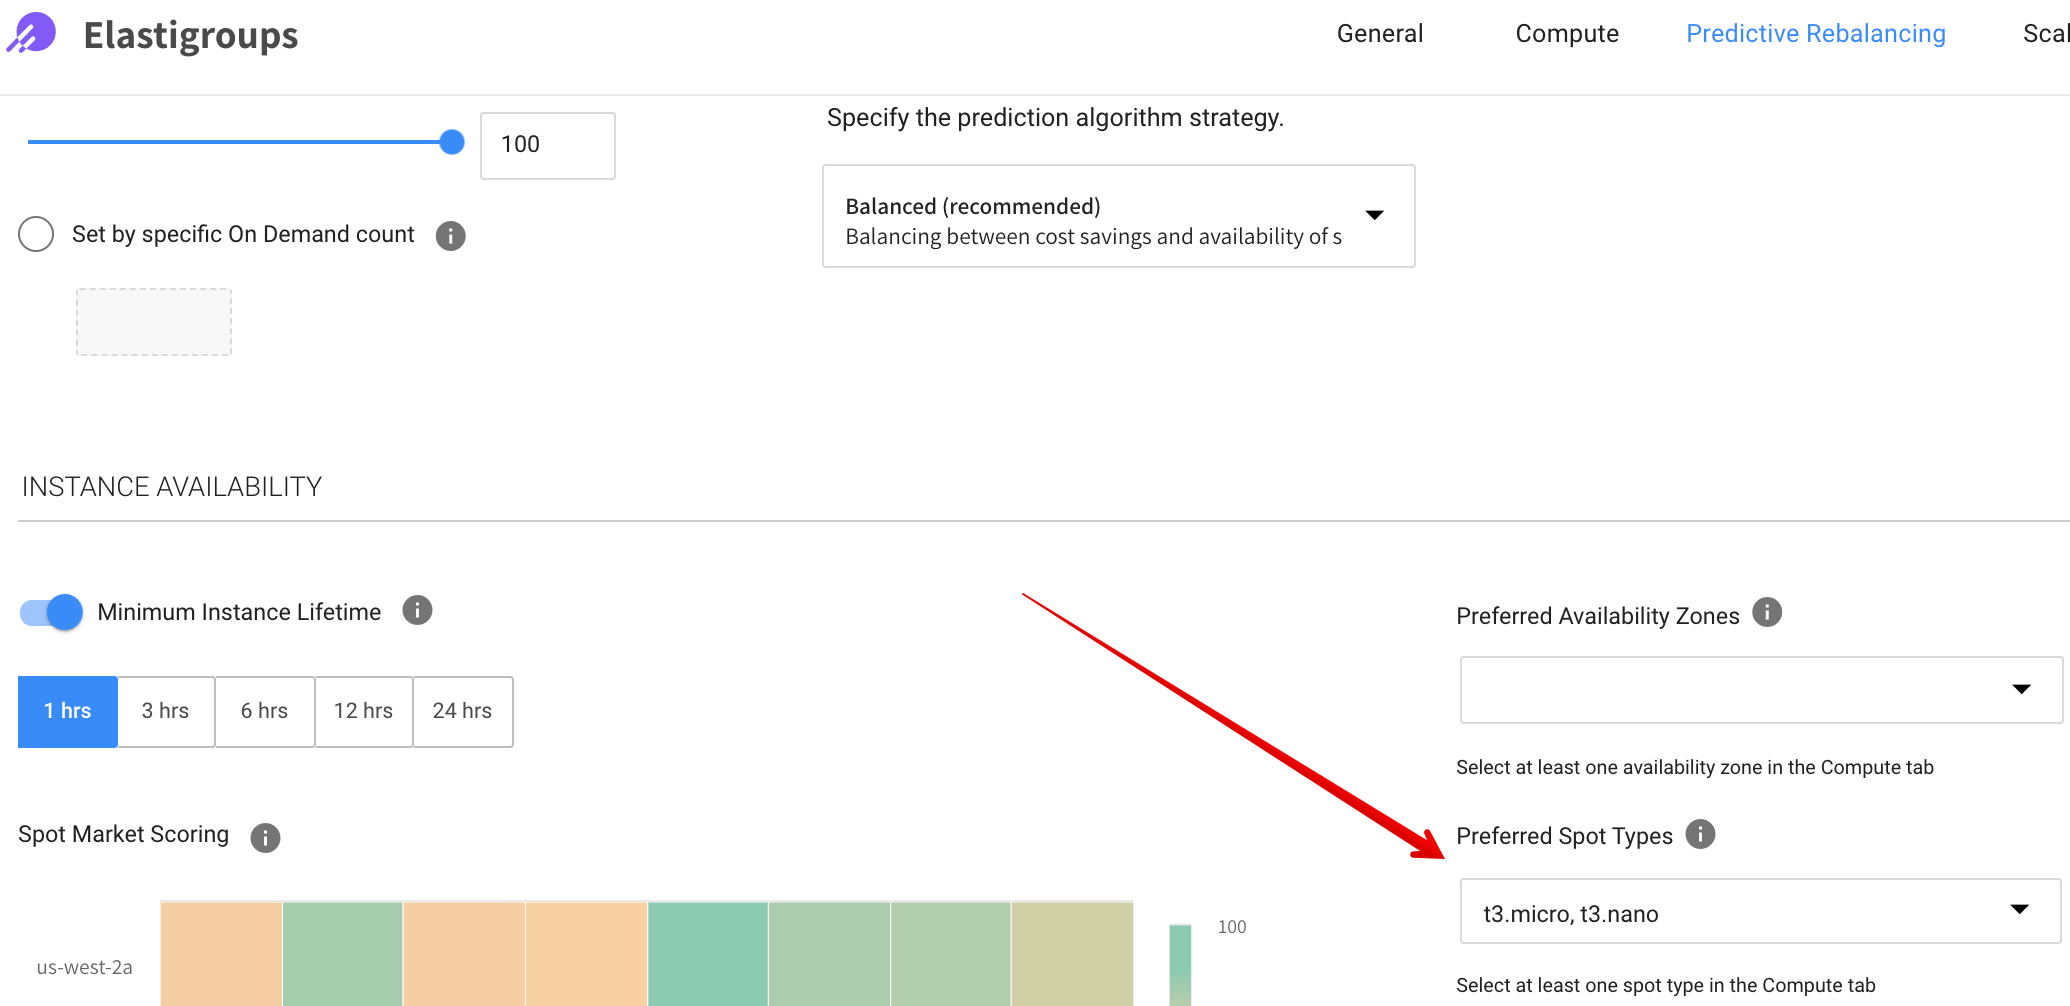 Elastigroups
General
Compute
Predictive Rebalancing
Scal
100
Specify the prediction algorithm strategy.
Balanced (recommended)
Balancing between cost savings and availability of s
Set by specific On Demand count
INSTANCE AVAILABILITY
Minimum Instance Lifetime
1 hrs
3 hrs
6 hrs
12 hrs
24 hrs
Preferred Availability Zones
Select at least one availability zone in the Compute tab
Spot Market Scoring
us-west-2a
100
Preferred Spot Types
t3.micro, t3.nano
Select at least one spot type in the Compute tab